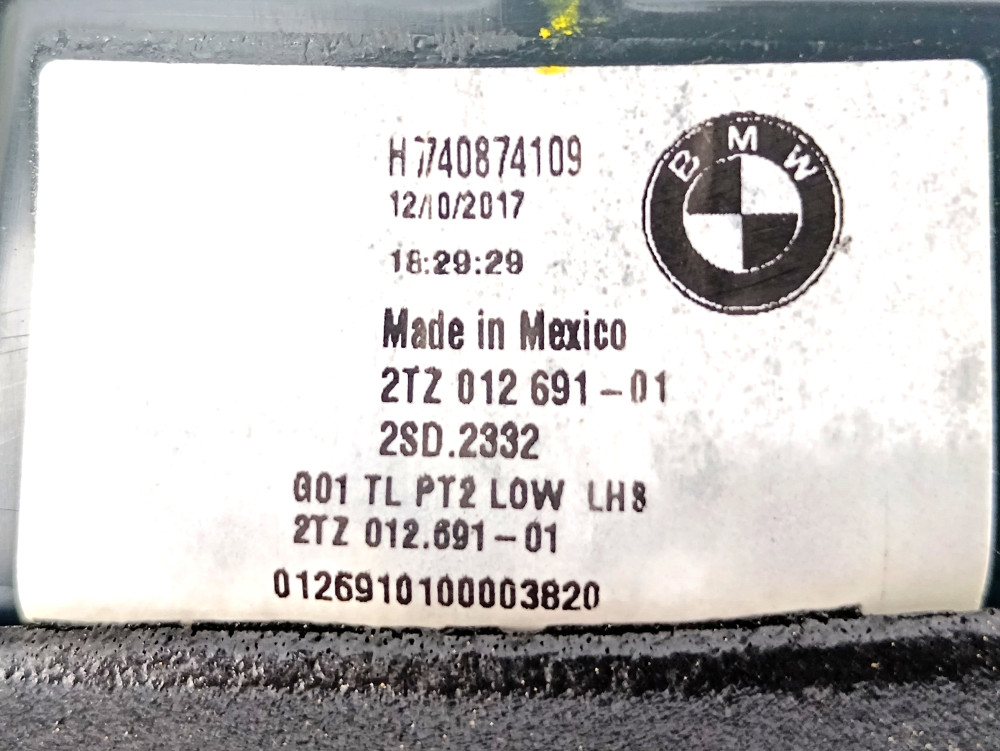 H7740874109
12/10/2017
18:29:29
BMW
Made in Mexico
2TZ 012 691-01
2SD.2332
G01 TL PT2 LOW LH8
2TZ 012.691-01
0126910100003820